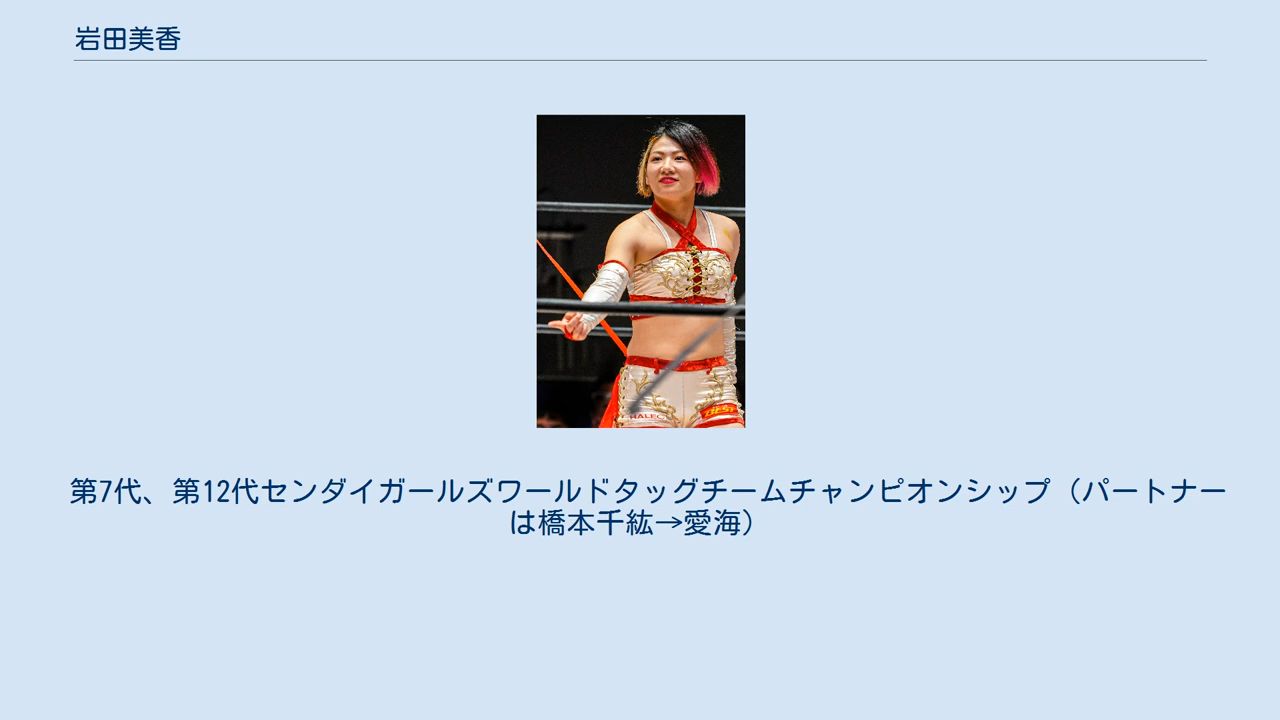 岩田美香
HALEO
BEST
第7代、第12代センダイガールズワールドタッグチームチャンピオンシップ（パートナー
は橋本千紘→愛海）